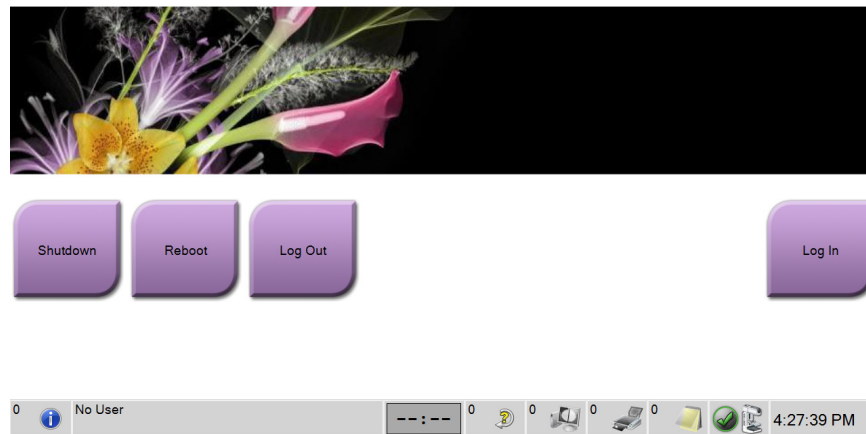 Shutdown
Reboot
Log Out
Log In
0
No User
--:--
0
0
0
0
4:27:39 PM